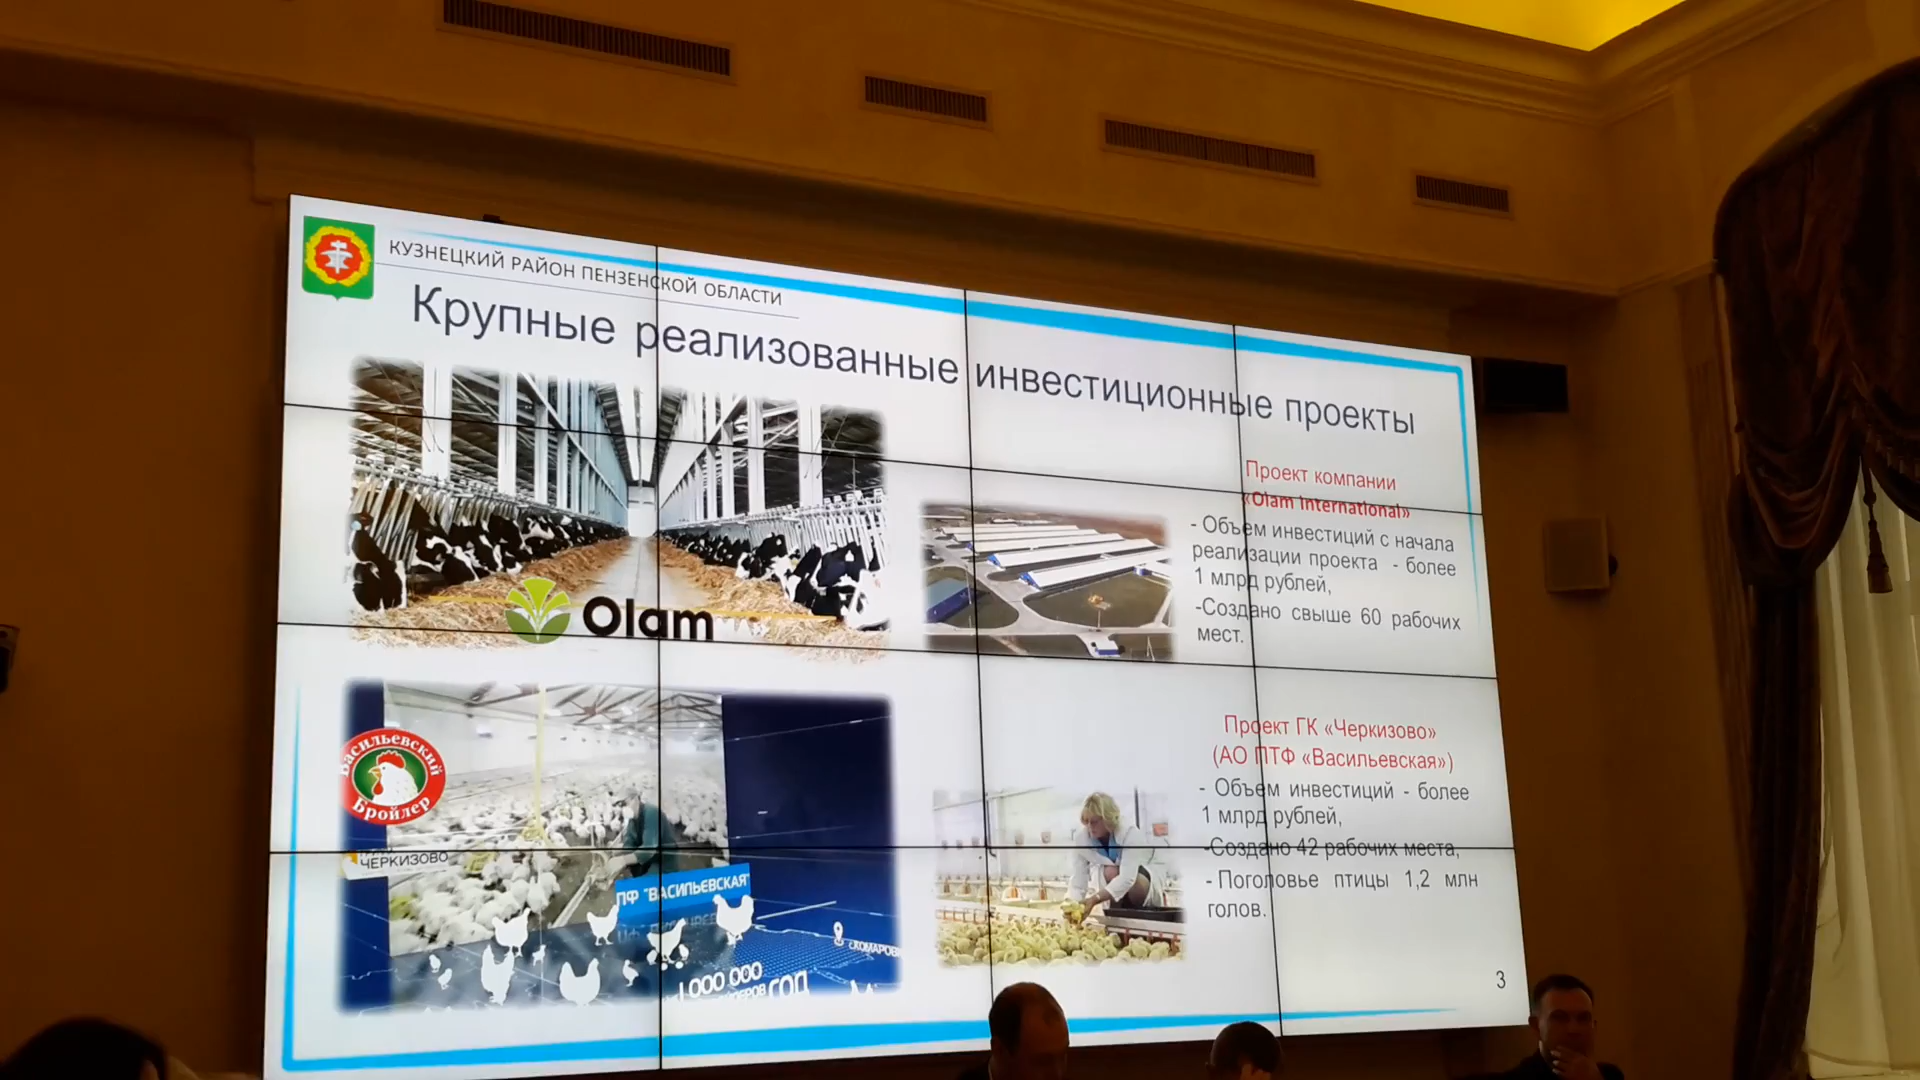 КУЗНЕЦКИЙ РАЙОН ПЕНЗЕНСКОЙ ОБЛАСТИ
Крупные реализованные инвестиционные проекты
Проект компании
«Olam International»
- Объем инвестиций с начала
реализации проекта - более
1 млрд рублей,
-Создано свыше 60 рабочих
мест.
Olam
Проект ГК «Черкизово»
(АО ПТФ «Васильевская»)
- Объем инвестиций - более
1 млрд рублей,
-Создано 42 рабочих места,
- Поголовье птицы 1,2 млн
голов.
Васильевский
Бройлер
ЧЕРКИЗОВО
ПФ "ВАСИЛЬЕВСКАЯ"
1 000 000
ГОД
3